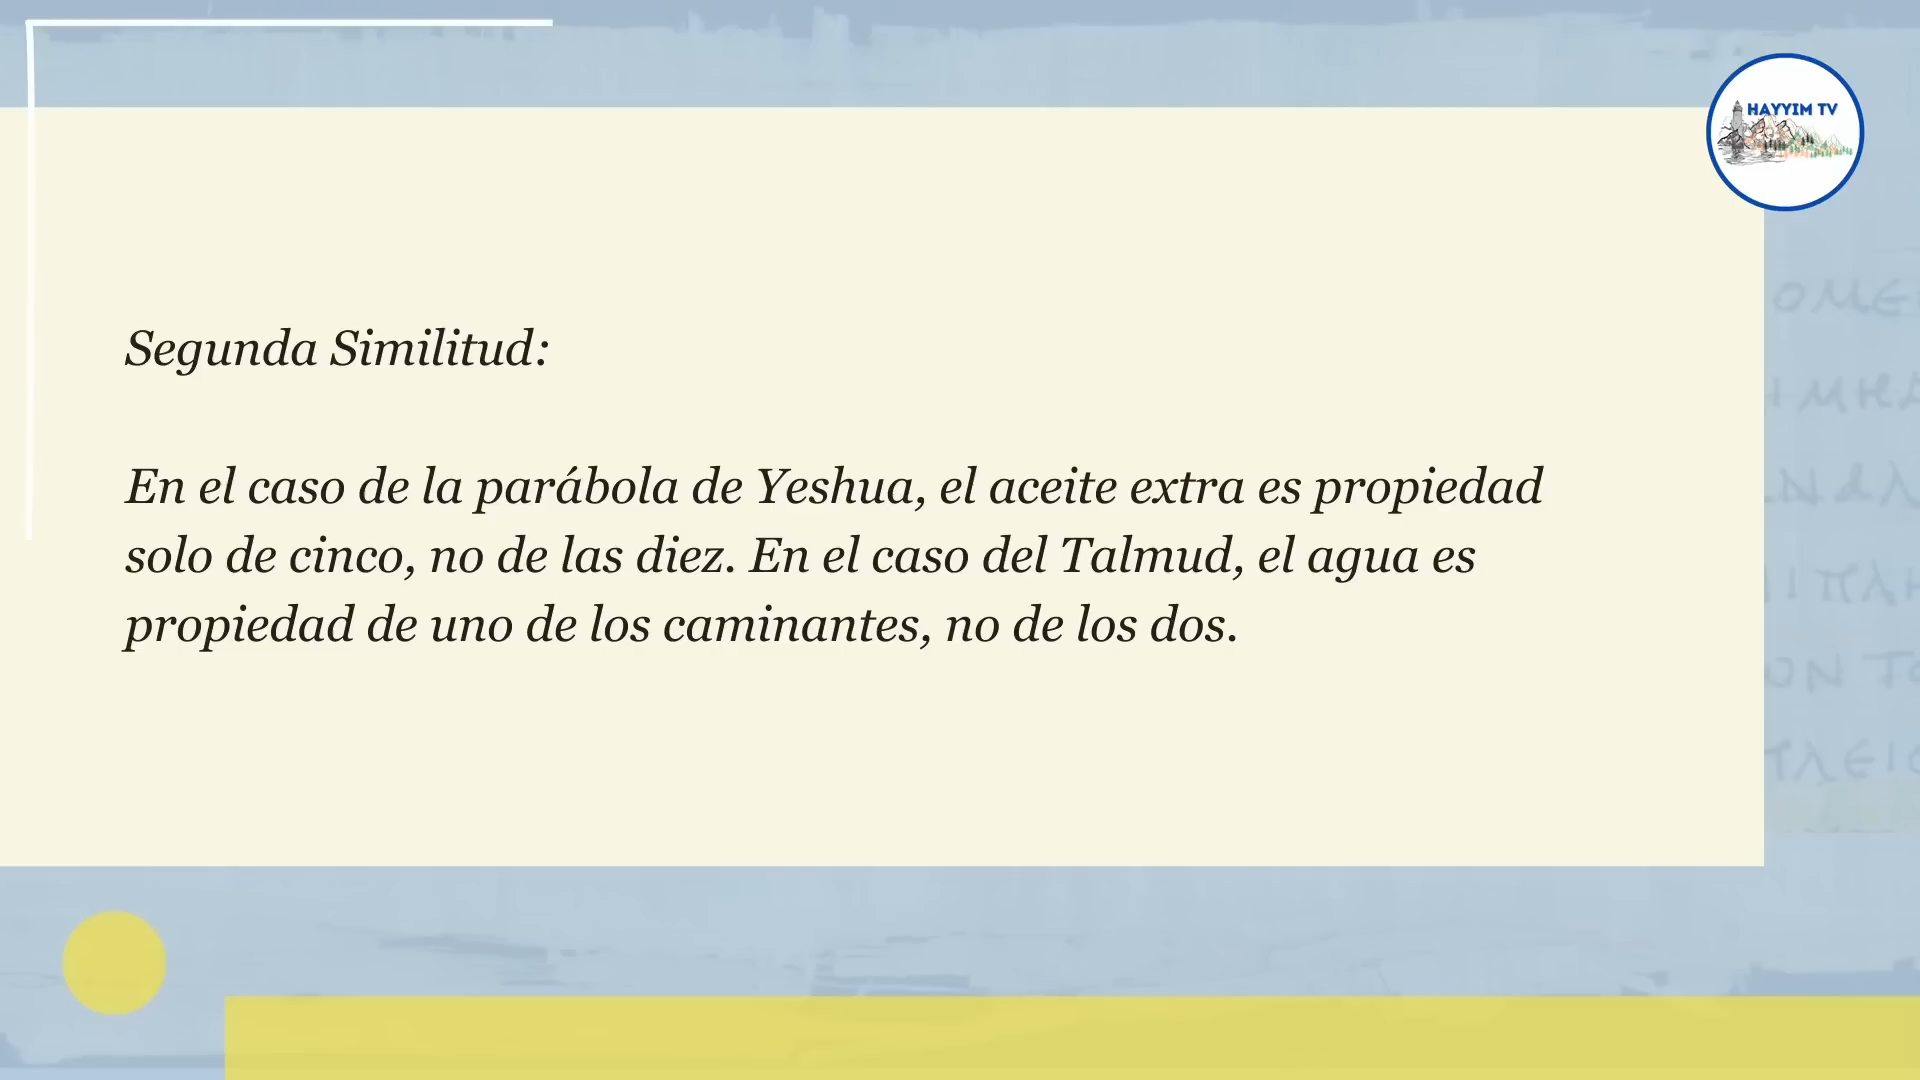 HAYYIM TV
Segunda Similitud:
En el caso de la parábola de Yeshua, el aceite extra es propiedad
solo de cinco, no de las diez. En el caso del Talmud, el agua es
propiedad de uno de los caminantes, no de los dos.